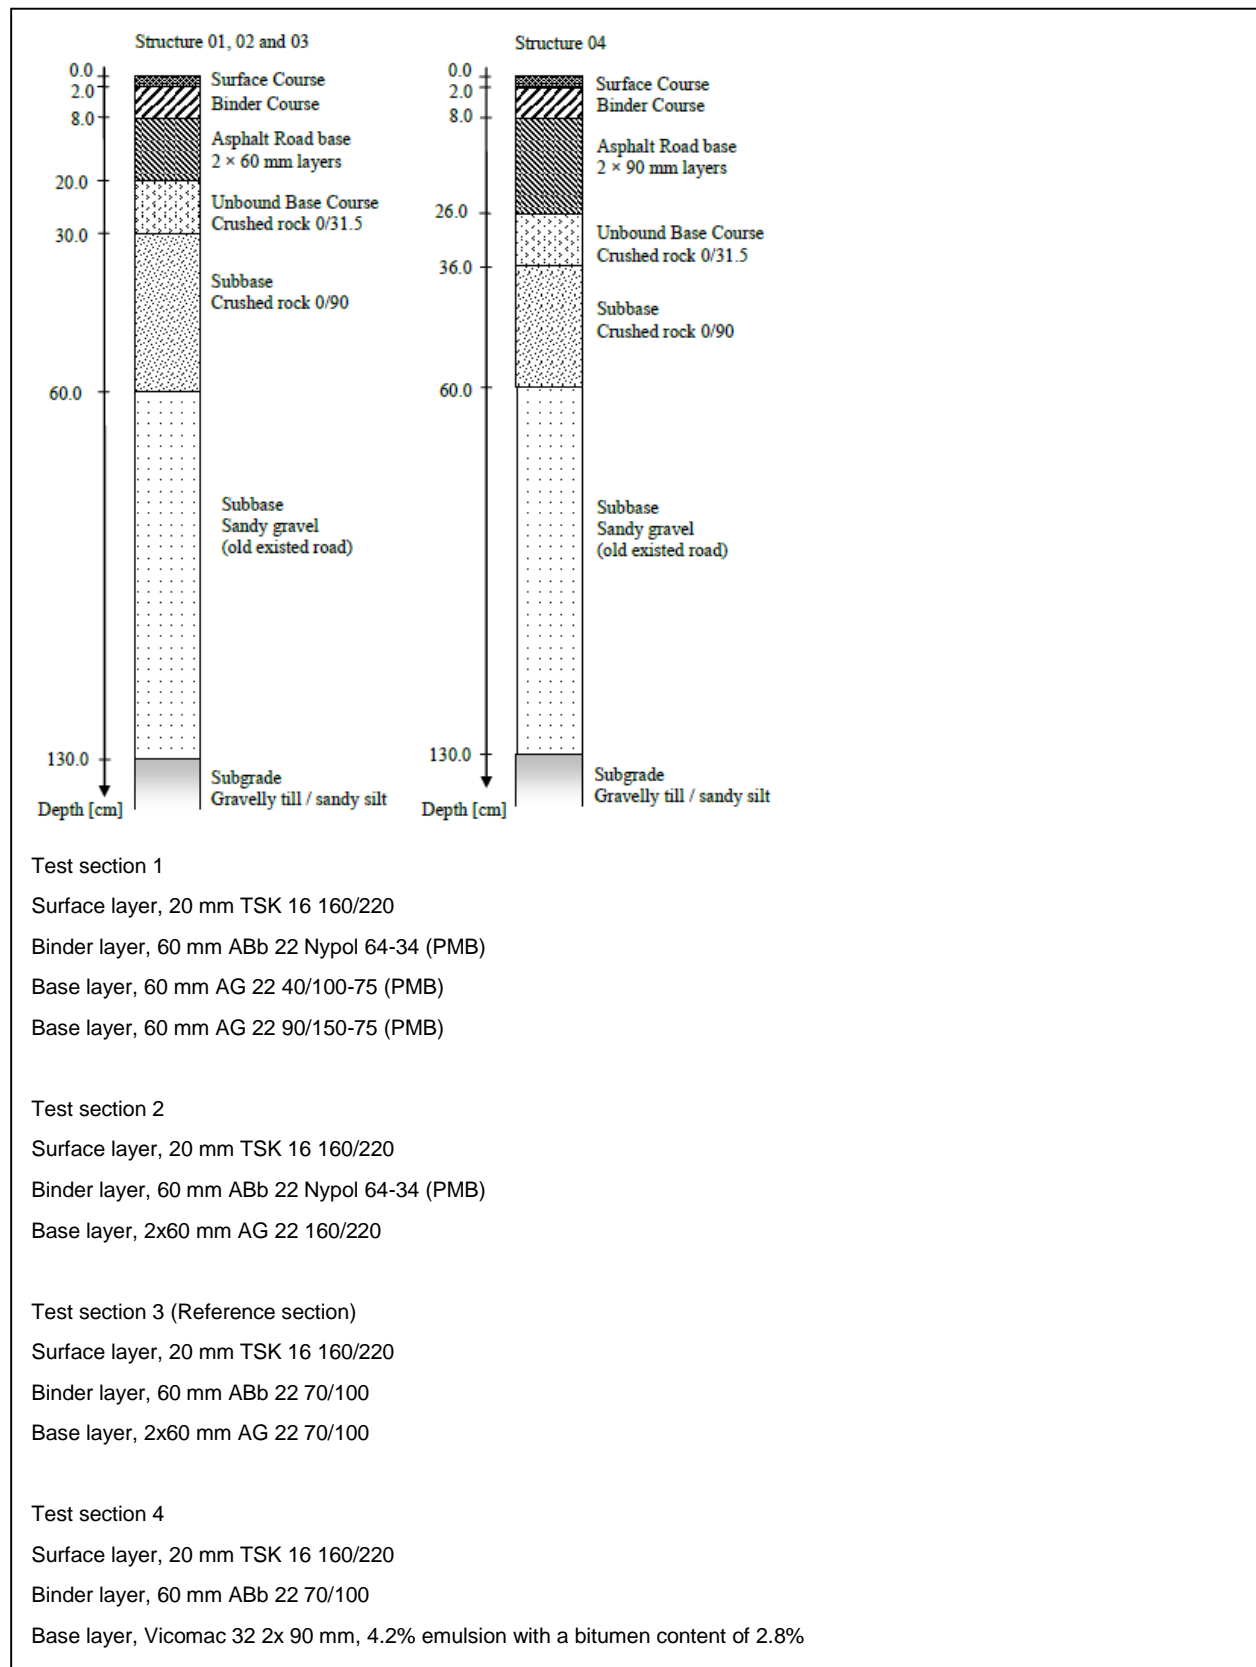 Structure 01, 02 and 03
0.0
Surface Course
2.0
Binder Course
8.0
Asphalt Road base
2 × 60 mm layers
20.0
Unbound Base Course
Crushed rock 0/31.5
30.0
Subbase
Crushed rock 0/90
60.0
Subbase
Sandy gravel
(old existed road)
130.0
Subgrade
Gravelly till / sandy silt
Depth [cm]
Structure 04
0.0
Surface Course
2.0
Binder Course
8.0
Asphalt Road base
2 × 90 mm layers
26.0
Unbound Base Course
Crushed rock 0/31.5
36.0
Subbase
Crushed rock 0/90
60.0
Subbase
Sandy gravel
(old existed road)
130.0
Subgrade
Gravelly till / sandy silt
Depth [cm]
Test section 1
Surface layer, 20 mm TSK 16 160/220
Binder layer, 60 mm ABb 22 Nypol 64-34 (PMB)
Base layer, 60 mm AG 22 40/100-75 (PMB)
Base layer, 60 mm AG 22 90/150-75 (PMB)
Test section 2
Surface layer, 20 mm TSK 16 160/220
Binder layer, 60 mm ABb 22 Nypol 64-34 (PMB)
Base layer, 2x60 mm AG 22 160/220
Test section 3 (Reference section)
Surface layer, 20 mm TSK 16 160/220
Binder layer, 60 mm ABb 22 70/100
Base layer, 2x60 mm AG 22 70/100
Test section 4
Surface layer, 20 mm TSK 16 160/220
Binder layer, 60 mm ABb 22 70/100
Base layer, Vicomac 32 2x 90 mm, 4.2% emulsion with a bitumen content of 2.8%